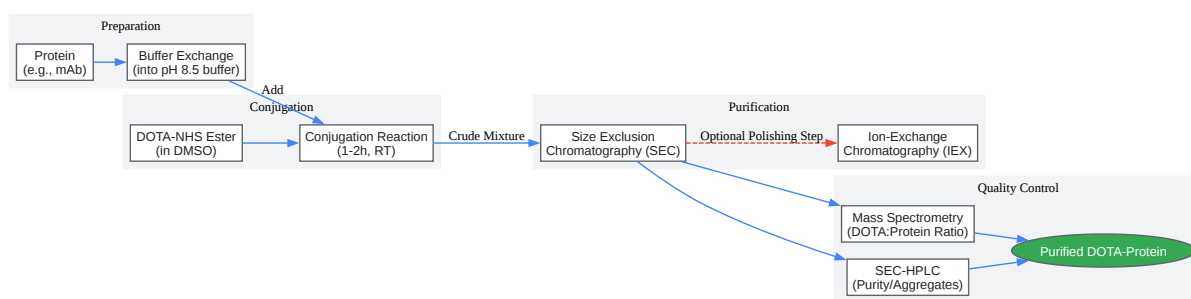 Preparation
Protein
(e.g., mAb)
Buffer Exchange
(into pH 8.5 buffer)
Add
Conjugation
DOTA-NHS Ester
(in DMSO)
Conjugation Reaction
(1-2h, RT)
Crude Mixture
Purification
Size Exclusion
Chromatography (SEC)
Optional Polishing Step
Ion-Exchange
Chromatography (IEX)
Quality Control
Mass Spectrometry
(DOTA:Protein Ratio)
SEC-HPLC
(Purity/Aggregates)
Purified DOTA-Protein